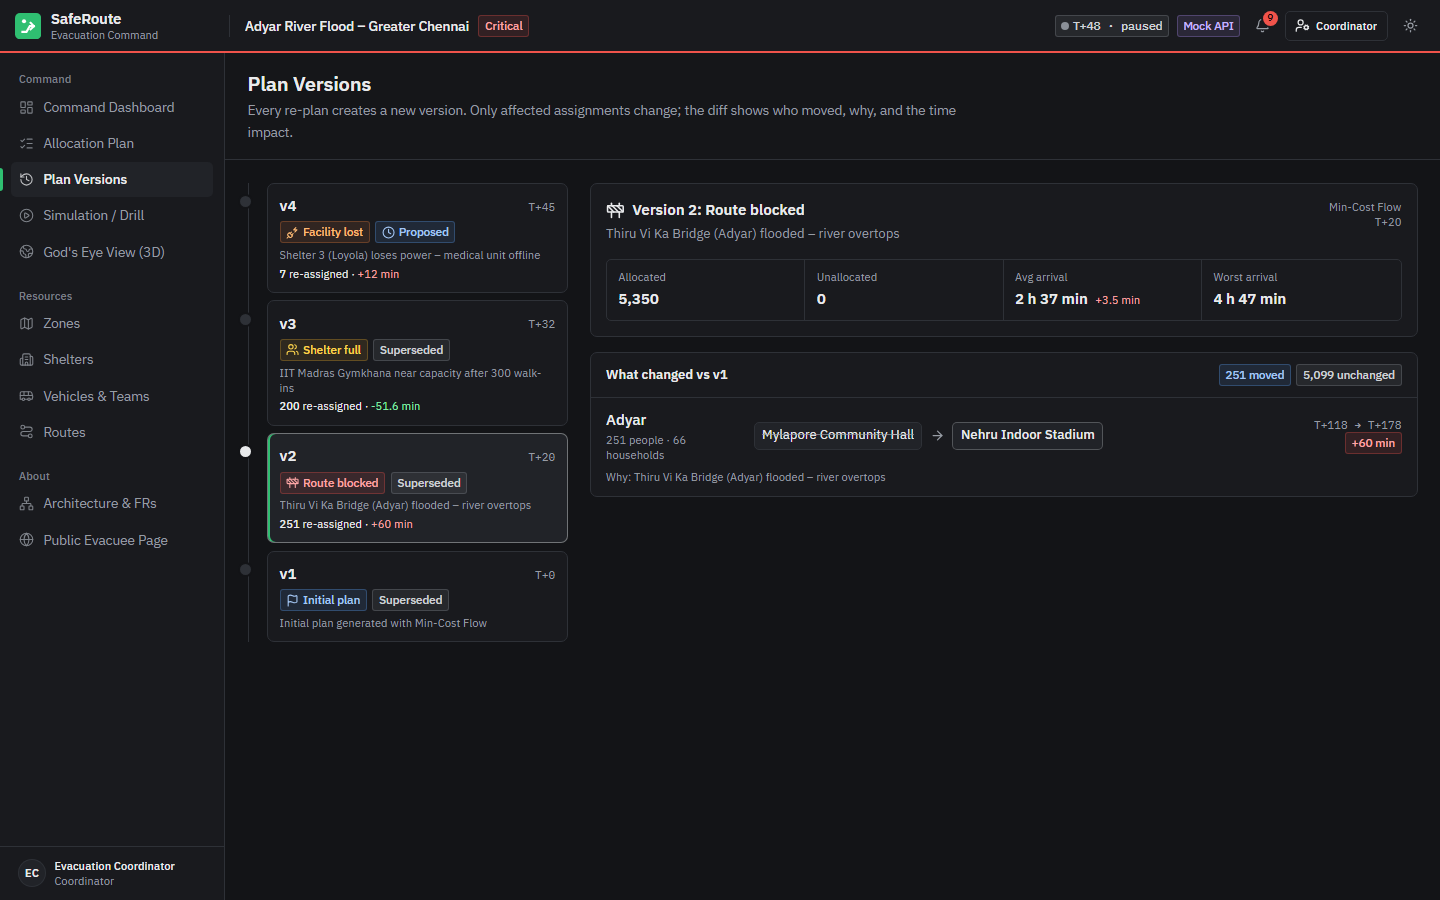 SafeRoute
Evacuation Command
Adyar River Flood – Greater Chennai
Critical
T+48 · paused
Mock API
9
Coordinator
Command
Command Dashboard
Allocation Plan
Plan Versions
Simulation / Drill
God's Eye View (3D)
Resources
Zones
Shelters
Vehicles & Teams
Routes
About
Architecture & FRs
Public Evacuee Page
EC
Evacuation Coordinator
Coordinator
Plan Versions
Every re-plan creates a new version. Only affected assignments change; the diff shows who moved, why, and the time
impact.
v4
T+45
Facility lost
Proposed
Shelter 3 (Loyola) loses power – medical unit offline
7 re-assigned · +12 min
v3
T+32
Shelter full
Superseded
IIT Madras Gymkhana near capacity after 300 walk-
ins
200 re-assigned · -51.6 min
v2
T+20
Route blocked
Superseded
Thiru Vi Ka Bridge (Adyar) flooded – river overtops
251 re-assigned · +60 min
v1
T+0
Initial plan
Superseded
Initial plan generated with Min-Cost Flow
Version 2: Route blocked
Thiru Vi Ka Bridge (Adyar) flooded – river overtops
Min-Cost Flow
T+20
Allocated
5,350
Unallocated
0
Avg arrival
2 h 37 min +3.5 min
Worst arrival
4 h 47 min
What changed vs v1
251 moved
5,099 unchanged
Adyar
251 people · 66
households
Mylapore Community Hall
→
Nehru Indoor Stadium
T+118 → T+178
+60 min
Why: Thiru Vi Ka Bridge (Adyar) flooded – river overtops